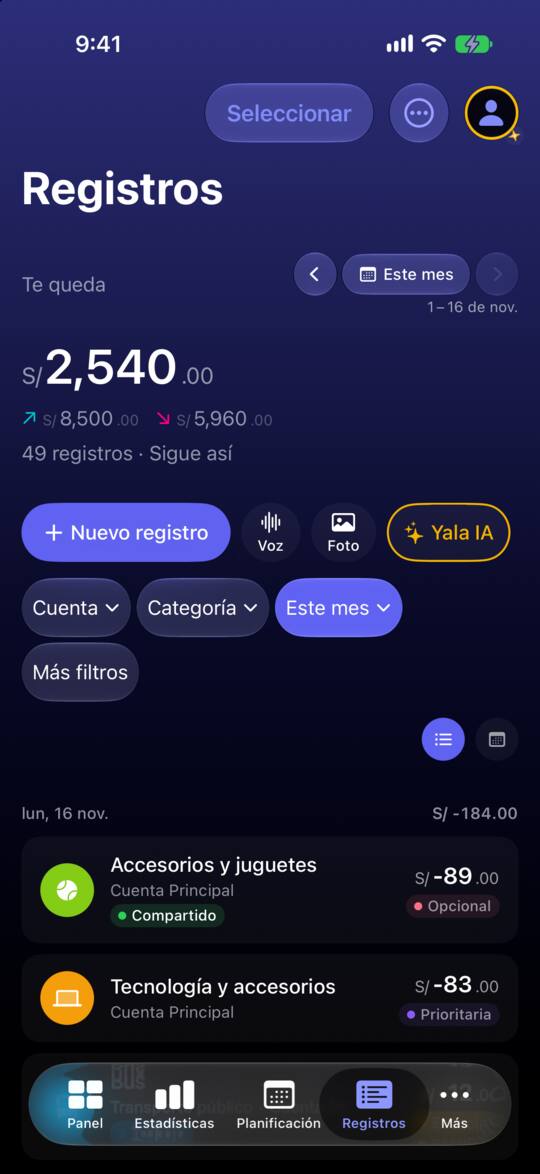 9:41
Seleccionar
Registros
Te queda
Este mes
1–16 de nov.
S/2,540.00
S/8,500.00 S/5,960.00
49 registros · Sigue así
+ Nuevo registro
Voz
Foto
Yala IA
Cuenta
Categoría
Este mes
Más filtros
lun, 16 nov.
S/ -184.00
Accesorios y juguetes
Cuenta Principal
Compartido
S/-89.00
Opcional
Tecnología y accesorios
Cuenta Principal
S/-83.00
Prioritaria
BUS
Panel
Estadísticas
Planificación
Registros
Más